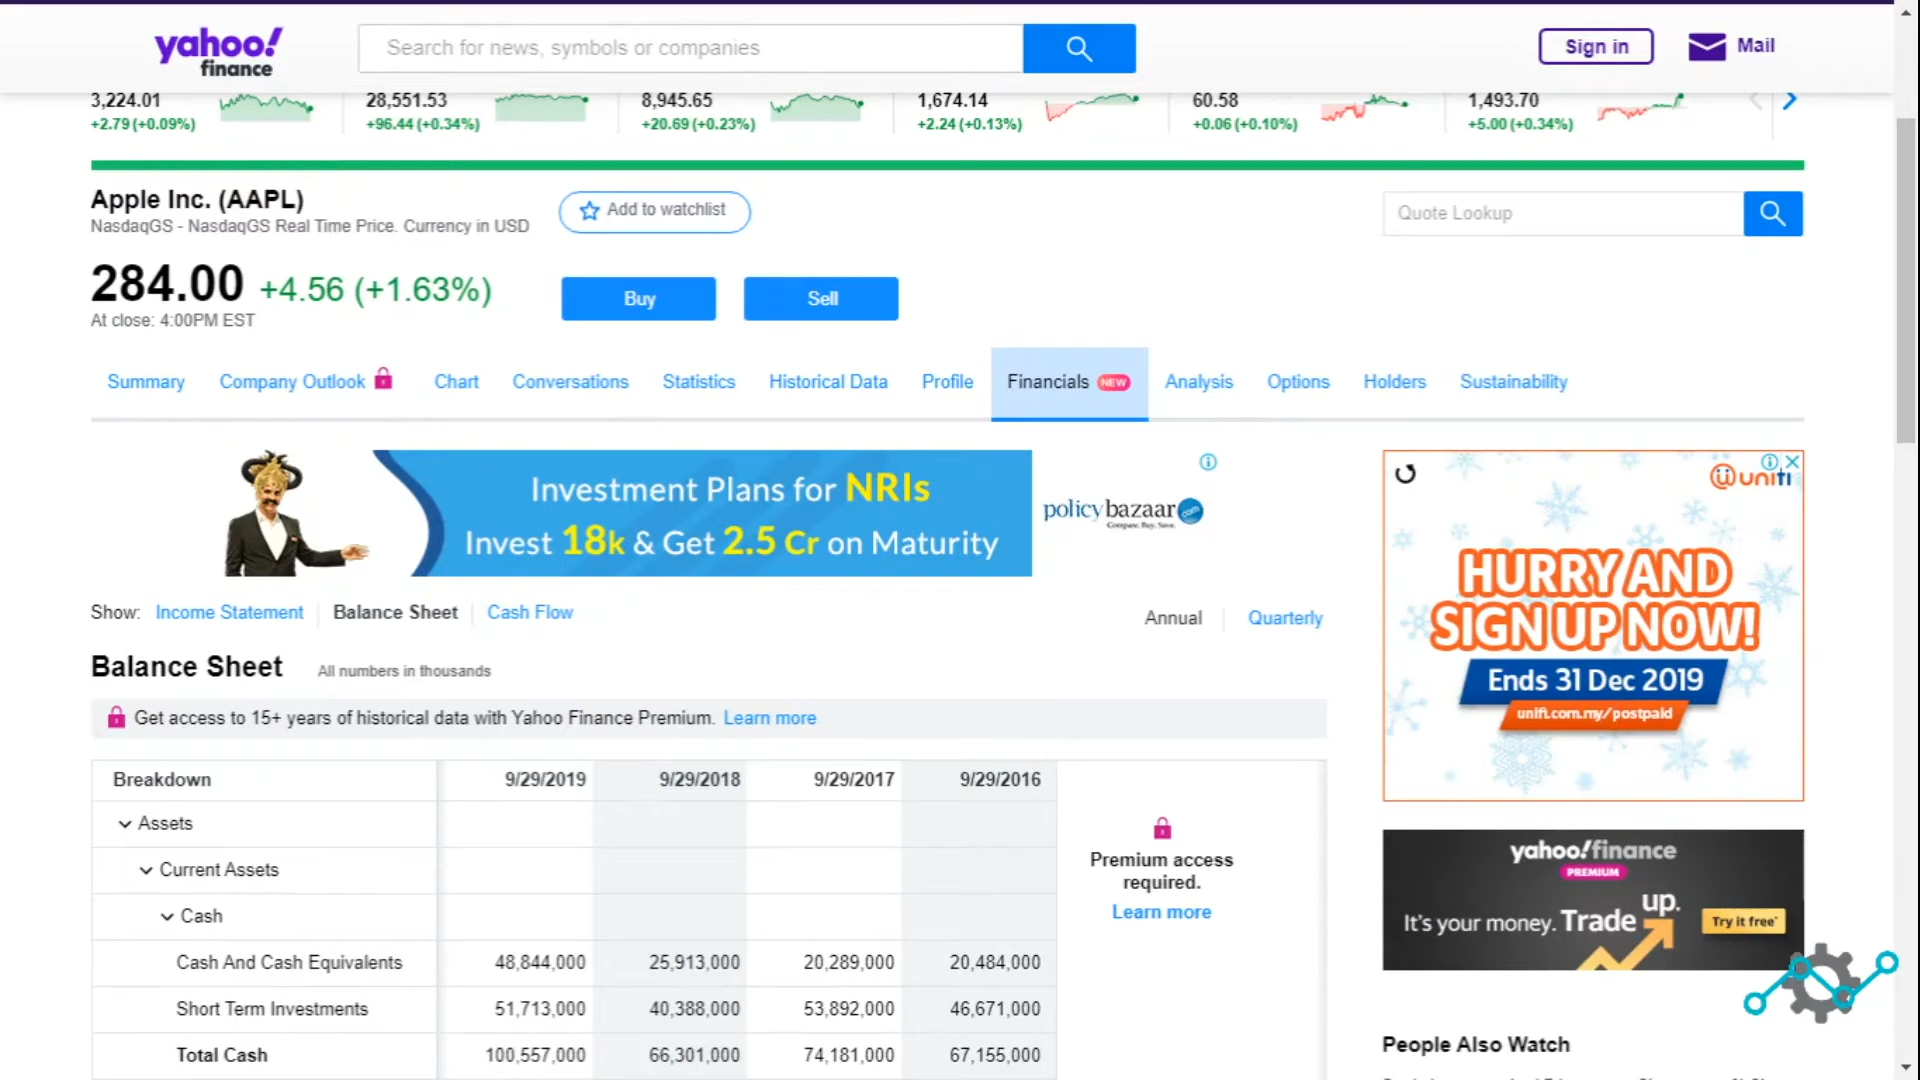 yahoo!
finance
Search for news, symbols or companies
Sign in
Mail
3,224.01
+2.79 (+0.09%)
28,551.53
+96.44 (+0.34%)
8,945.65
+20.69 (+0.23%)
1,674.14
+2.24 (+0.13%)
60.58
+0.06 (+0.10%)
1,493.70
+5.00 (+0.34%)
Apple Inc. (AAPL)
NasdaqGS - NasdaqGS Real Time Price. Currency in USD
Add to watchlist
Quote Lookup
284.00 +4.56 (+1.63%)
At close: 4:00PM EST
Buy
Sell
Summary Company Outlook Chart Conversations Statistics Historical Data Profile Financials NEW Analysis Options Holders Sustainability
Investment Plans for NRIs
Invest 18k & Get 2.5 Cr on Maturity
policybazaar.com
Compare. Buy. Save.
unifi
HURRY AND
SIGN UP NOW!
Ends 31 Dec 2019
unifi.com.my/postpaid
Show: Income Statement Balance Sheet Cash Flow
Annual Quarterly
Balance Sheet All numbers in thousands
Get access to 15+ years of historical data with Yahoo Finance Premium. Learn more
Breakdown 9/29/2019 9/29/2018 9/29/2017 9/29/2016
Assets
Current Assets
Cash
Cash And Cash Equivalents 48,844,000 25,913,000 20,289,000 20,484,000
Short Term Investments 51,713,000 40,388,000 53,892,000 46,671,000
Total Cash 100,557,000 66,301,000 74,181,000 67,155,000
Premium access
required.
Learn more
yahoo!finance
PREMIUM
It's your money. Trade up.
Try it free*
People Also Watch